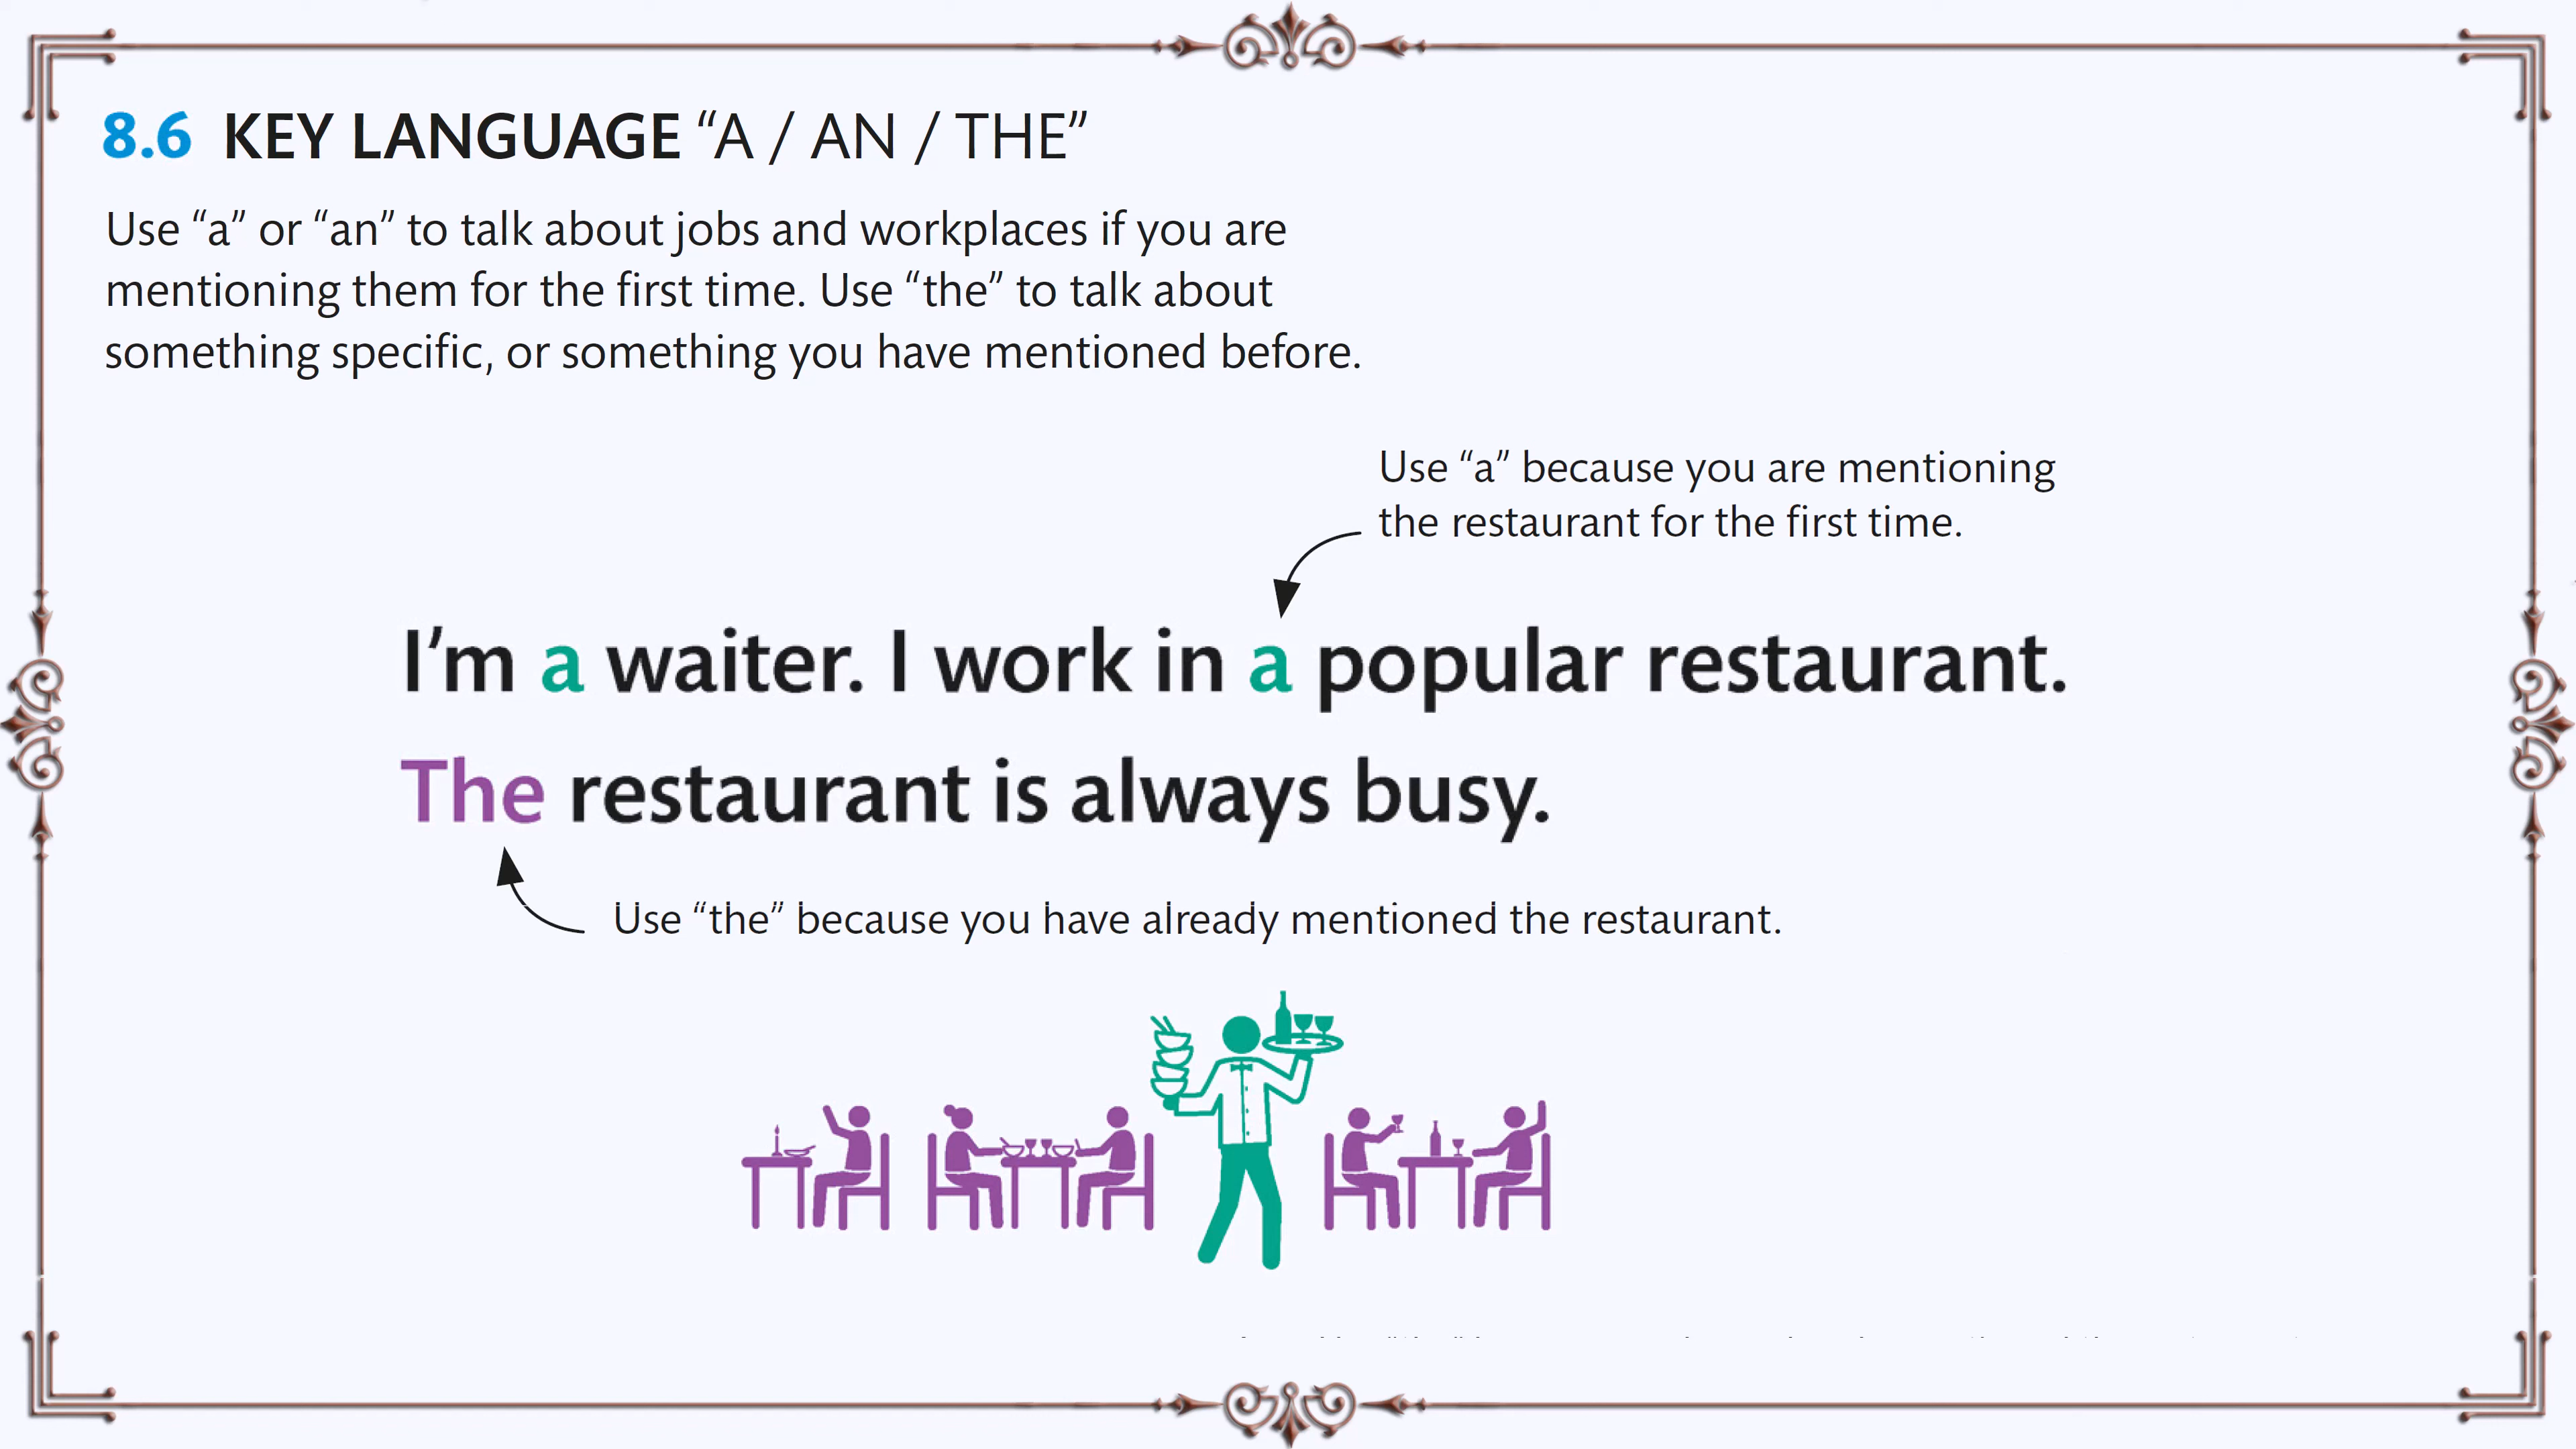 8.6 KEY LANGUAGE “A / AN / THE”
Use “a” or “an” to talk about jobs and workplaces if you are
mentioning them for the first time. Use “the” to talk about
something specific, or something you have mentioned before.
Use “a” because you are mentioning
the restaurant for the first time.
I’m a waiter. I work in a popular restaurant.
The restaurant is always busy.
Use “the” because you have already mentioned the restaurant.